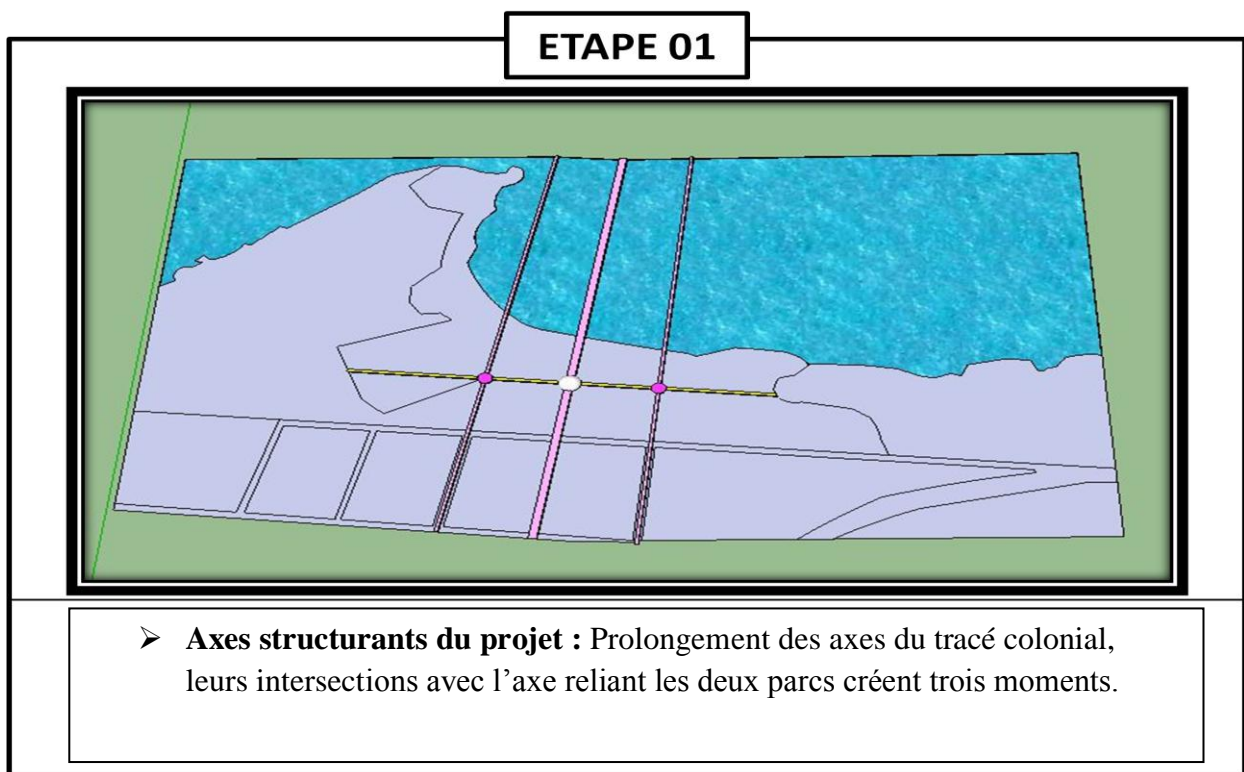 ETAPE 01
➢ Axes structurants du projet : Prolongement des axes du tracé colonial,
leurs intersections avec l’axe reliant les deux parcs créent trois moments.